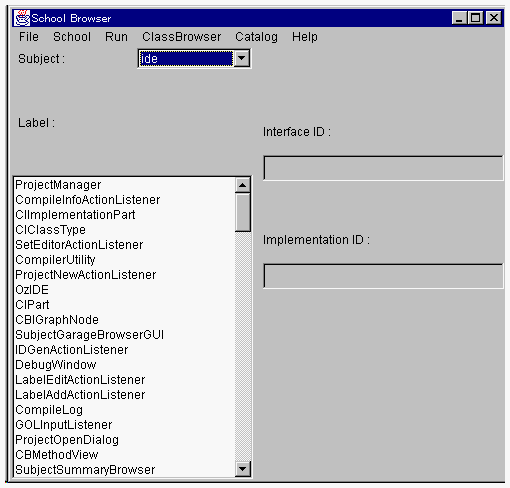 School Browser
File School Run ClassBrowser Catalog Help
Subject : ide
Label :
Interface ID :
Implementation ID :
ProjectManager
CompileInfoActionListener
CIImplementationPart
CIClassType
SetEditorActionListener
CompilerUtility
ProjectNewActionListener
OzIDE
CIPart
CBIGraphNode
SubjectGarageBrowserGUI
IDGenActionListener
DebugWindow
LabelEditActionListener
LabelAddActionListener
CompileLog
GOLInputListener
ProjectOpenDialog
CBMethodView
SubjectSummaryBrowser